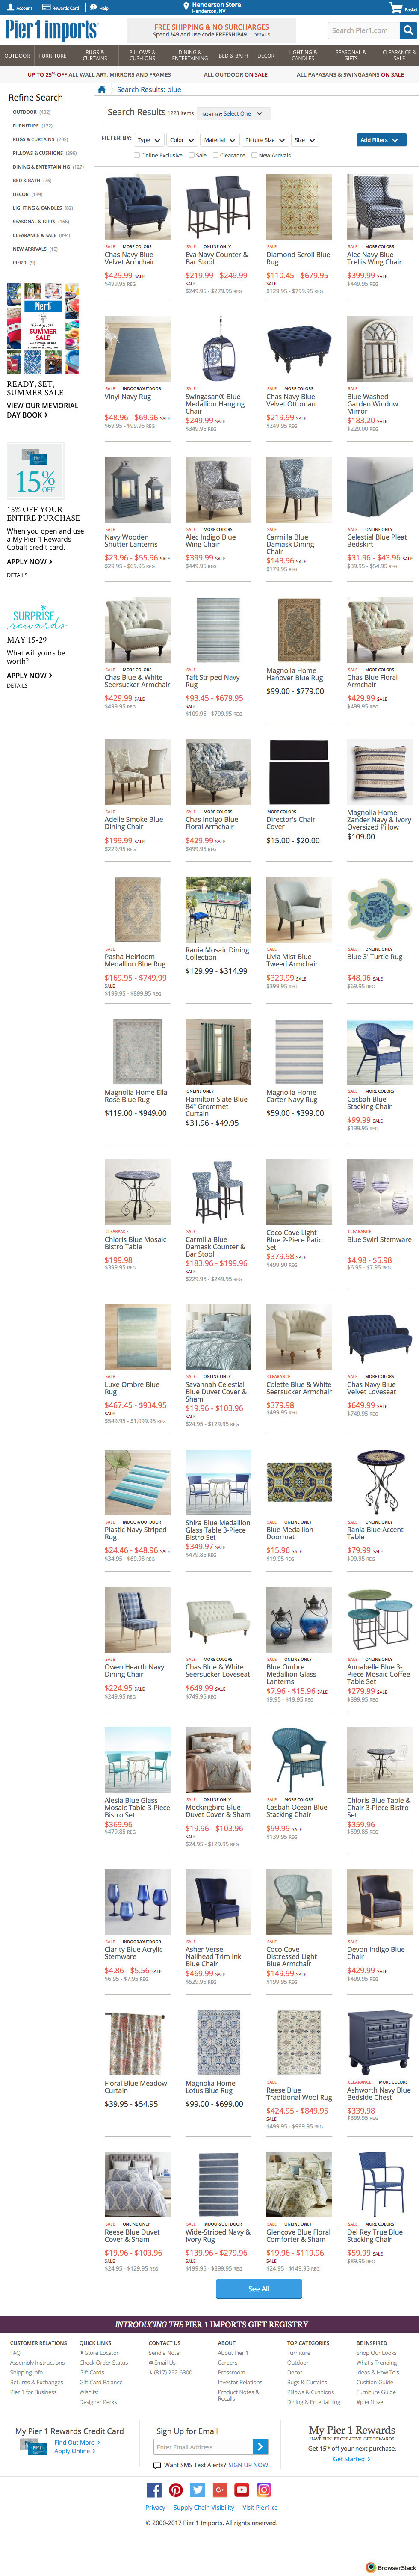 Account
Rewards Card
Help
Henderson Store
Henderson, NV
Basket
Pier1 imports
FREE SHIPPING & NO SURCHARGES
Spend $49 and use code FREESHIP49 DETAILS
Search Pier1.com
OUTDOOR
FURNITURE
RUGS & CURTAINS
PILLOWS & CUSHIONS
DINING & ENTERTAINING
BED & BATH
DECOR
LIGHTING & CANDLES
SEASONAL & GIFTS
CLEARANCE & SALE
UP TO 25% OFF ALL WALL ART, MIRRORS AND FRAMES
ALL OUTDOOR ON SALE
ALL PAPASANS & SWINGASANS ON SALE
Refine Search
OUTDOOR (402)
FURNITURE (133)
RUGS & CURTAINS (202)
PILLOWS & CUSHIONS (296)
DINING & ENTERTAINING (127)
BED & BATH (76)
DECOR (139)
LIGHTING & CANDLES (62)
SEASONAL & GIFTS (166)
CLEARANCE & SALE (894)
NEW ARRIVALS (10)
PIER 1 (9)
Pier1
Ready, Set,
SUMMER
SALE
READY, SET,
SUMMER SALE
VIEW OUR MEMORIAL
DAY BOOK
15%
OFF
15% OFF YOUR
ENTIRE PURCHASE
When you open and use
a My Pier 1 Rewards
Cobalt credit card.
APPLY NOW
DETAILS
SURPRISE
rewards
MAY 15-29
What will yours be
worth?
APPLY NOW
DETAILS
Search Results: blue
Search Results 1223 items
SORT BY: Select One
FILTER BY:
Type
Color
Material
Picture Size
Size
Add Filters
Online Exclusive
Sale
Clearance
New Arrivals
SALE MORE COLORS
Chas Navy Blue
Velvet Armchair
$429.99 SALE
$499.95 REG
SALE ONLINE ONLY
Eva Navy Counter &
Bar Stool
$219.99 - $249.99
SALE
$249.95 - $279.95 REG
SALE
Diamond Scroll Blue
Rug
$110.45 - $679.95
SALE
$129.95 - $799.95 REG
SALE MORE COLORS
Alec Navy Blue
Trellis Wing Chair
$399.99 SALE
$449.95 REG
SALE INDOOR/OUTDOOR
Vinyl Navy Rug
$48.96 - $69.96 SALE
$69.95 - $99.95 REG
SALE
Swingasan® Blue
Medallion Hanging
Chair
$249.99 SALE
$349.95 REG
SALE MORE COLORS
Chas Navy Blue
Velvet Ottoman
$219.99 SALE
$249.95 REG
SALE
Blue Washed
Garden Window
Mirror
$183.20 SALE
$229.00 REG
SALE
Navy Wooden
Shutter Lanterns
$23.96 - $55.96 SALE
$29.95 - $69.95 REG
SALE MORE COLORS
Alec Indigo Blue
Wing Chair
$399.99 SALE
$449.95 REG
SALE
Carmilla Blue
Damask Dining
Chair
$143.96 SALE
$179.95 REG
SALE ONLINE ONLY
Celestial Blue Pleat
Bedskirt
$31.96 - $43.96 SALE
$39.95 - $54.95 REG
SALE MORE COLORS
Chas Blue & White
Seersucker Armchair
$429.99 SALE
$499.95 REG
SALE
Taft Striped Navy
Rug
$93.45 - $679.95
SALE
$109.95 - $799.95 REG
Magnolia Home
Hanover Blue Rug
$99.00 - $779.00
SALE MORE COLORS
Chas Blue Floral
Armchair
$429.99 SALE
$499.95 REG
SALE
Adelle Smoke Blue
Dining Chair
$199.99 SALE
$229.95 REG
SALE MORE COLORS
Chas Indigo Blue
Floral Armchair
$429.99 SALE
$499.95 REG
MORE COLORS
Director's Chair
Cover
$15.00 - $20.00
Magnolia Home
Zander Navy & Ivory
Oversized Pillow
$109.00
SALE
Pasha Heirloom
Medallion Blue Rug
$169.95 - $749.99
SALE
$199.95 - $899.95 REG
Rania Mosaic Dining
Collection
$129.99 - $314.99
SALE
Livia Mist Blue
Tweed Armchair
$329.99 SALE
$399.95 REG
SALE ONLINE ONLY
Blue 3' Turtle Rug
$48.96 SALE
$69.95 REG
Magnolia Home Ella
Rose Blue Rug
$119.00 - $949.00
ONLINE ONLY
Hamilton Slate Blue
84" Grommet
Curtain
$31.96 - $49.95
Magnolia Home
Carter Navy Rug
$59.00 - $399.00
SALE MORE COLORS
Casbah Blue
Stacking Chair
$99.99 SALE
$139.95 REG
CLEARANCE
Chloris Blue Mosaic
Bistro Table
$199.98
$399.95 REG
SALE
Carmilla Blue
Damask Counter &
Bar Stool
$183.96 - $199.96
SALE
$229.95 - $249.95 REG
Coco Cove Light
Blue 2-Piece Patio
Set
$379.98 SALE
$499.90 REG
CLEARANCE
Blue Swirl Stemware
$4.98 - $5.98
$6.95 - $7.95 REG
SALE
Luxe Ombre Blue
Rug
$467.45 - $934.95
SALE
$549.95 - $1,099.95 REG
SALE ONLINE ONLY
Savannah Celestial
Blue Duvet Cover &
Sham
$19.96 - $103.96
SALE
$24.95 - $129.95 REG
CLEARANCE
Colette Blue & White
Seersucker Armchair
$379.98
$499.95 REG
SALE MORE COLORS
Chas Navy Blue
Velvet Loveseat
$649.99 SALE
$749.95 REG
SALE INDOOR/OUTDOOR
Plastic Navy Striped
Rug
$24.46 - $48.96 SALE
$34.95 - $69.95 REG
Shira Blue Medallion
Glass Table 3-Piece
Bistro Set
$349.97 SALE
$479.85 REG
SALE ONLINE ONLY
Blue Medallion
Doormat
$15.96 SALE
$19.95 REG
SALE ONLINE ONLY
Rania Blue Accent
Table
$79.99 SALE
$99.95 REG
SALE
Owen Hearth Navy
Dining Chair
$224.95 SALE
$249.95 REG
SALE MORE COLORS
Chas Blue & White
Seersucker Loveseat
$649.99 SALE
$749.95 REG
SALE ONLINE ONLY
Blue Ombre
Medallion Glass
Lanterns
$7.96 - $15.96 SALE
$9.95 - $19.95 REG
SALE ONLINE ONLY
Annabelle Blue 3-
Piece Mosaic Coffee
Table Set
$279.99 SALE
$399.95 REG
Alesia Blue Glass
Mosaic Table 3-Piece
Bistro Set
$369.96
$479.85 REG
SALE ONLINE ONLY
Mockingbird Blue
Duvet Cover & Sham
$19.96 - $103.96
SALE
$24.95 - $129.95 REG
SALE MORE COLORS
Casbah Ocean Blue
Stacking Chair
$99.99 SALE
$139.95 REG
Chloris Blue Table &
Chair 3-Piece Bistro
Set
$359.96
$599.85 REG
SALE INDOOR/OUTDOOR
Clarity Blue Acrylic
Stemware
$4.86 - $5.56 SALE
$6.95 - $7.95 REG
SALE
Asher Verse
Nailhead Trim Ink
Blue Chair
$469.99 SALE
$529.95 REG
SALE
Coco Cove
Distressed Light
Blue Armchair
$149.99 SALE
$199.95 REG
SALE
Devon Indigo Blue
Chair
$429.99 SALE
$499.95 REG
Floral Blue Meadow
Curtain
$39.95 - $54.95
Magnolia Home
Lotus Blue Rug
$99.00 - $699.00
SALE
Reese Blue
Traditional Wool Rug
$424.95 - $849.95
SALE
$499.95 - $999.95 REG
CLEARANCE MORE COLORS
Ashworth Navy Blue
Bedside Chest
$339.98
$399.95 REG
SALE ONLINE ONLY
Reese Blue Duvet
Cover & Sham
$19.96 - $103.96
SALE
$24.95 - $129.95 REG
SALE INDOOR/OUTDOOR
Wide-Striped Navy &
Ivory Rug
$139.96 - $279.96
SALE
$199.95 - $399.95 REG
SALE ONLINE ONLY
Glencove Blue Floral
Comforter & Sham
$19.96 - $119.96
SALE
$24.95 - $149.95 REG
SALE MORE COLORS
Del Rey True Blue
Stacking Chair
$59.99 SALE
$89.95 REG
See All
INTRODUCING THE PIER 1 IMPORTS GIFT REGISTRY
CUSTOMER RELATIONS
FAQ
Assembly Instructions
Shipping Info
Returns & Exchanges
Pier 1 for Business
QUICK LINKS
Store Locator
Check Order Status
Gift Cards
Gift Card Balance
Wishlist
Designer Perks
CONTACT US
Send a Note
Email Us
(817) 252-6300
ABOUT
About Pier 1
Careers
Pressroom
Investor Relations
Product Notes &
Recalls
TOP CATEGORIES
Furniture
Outdoor
Decor
Rugs & Curtains
Pillows & Cushions
Dining & Entertaining
BE INSPIRED
Shop Our Looks
What's Trending
Ideas & How To's
Cushion Guide
Furniture Guide
#pier1love
My Pier 1 Rewards Credit Card
Find Out More
Apply Online
Sign Up for Email
Enter Email Address
Want SMS Text Alerts? SIGN UP NOW
My Pier 1 Rewards
HAVE FUN. BE CREATIVE. GET REWARDS.
Get 15% off your next purchase.
Get Started
Privacy
Supply Chain Visibility
Visit Pier1.ca
© 2000-2017 Pier 1 Imports. All rights reserved.
BrowserStack